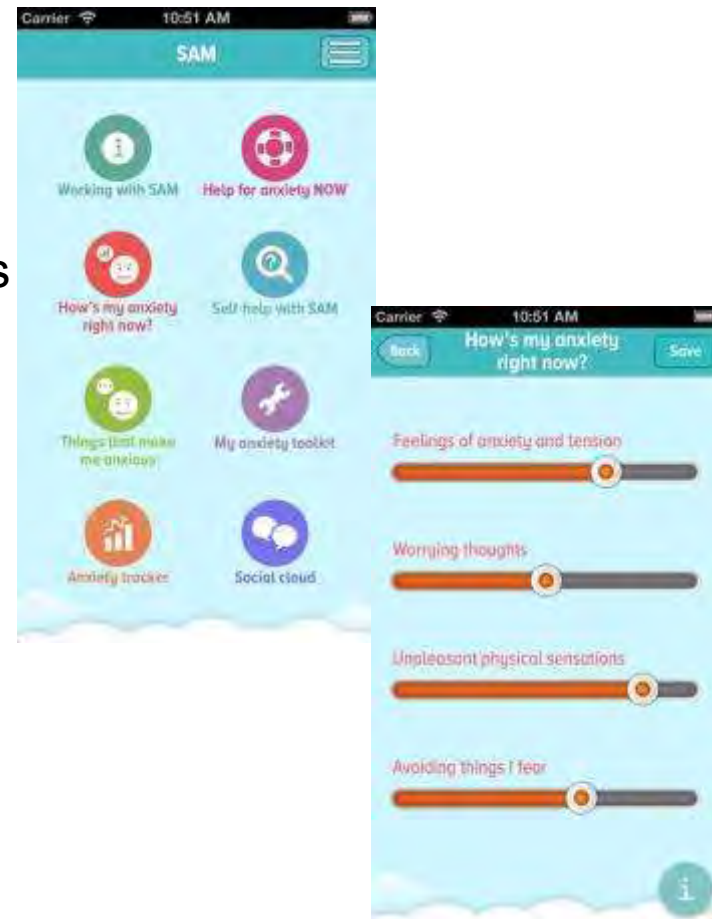 Carrier 10:51 AM
SAM
Working with SAM
Help for anxiety NOW
How's my anxiety
right now?
Self help with SAM
Things that make
me anxious
My anxiety toolkit
Anxiety tracker
Social cloud
s
Carrier 10:51 AM
Back
How's my anxiety
right now?
Save
Feelings of anxiety and tension
Worrying thoughts
Unpleasant physical sensations
Avoiding things I fear
i